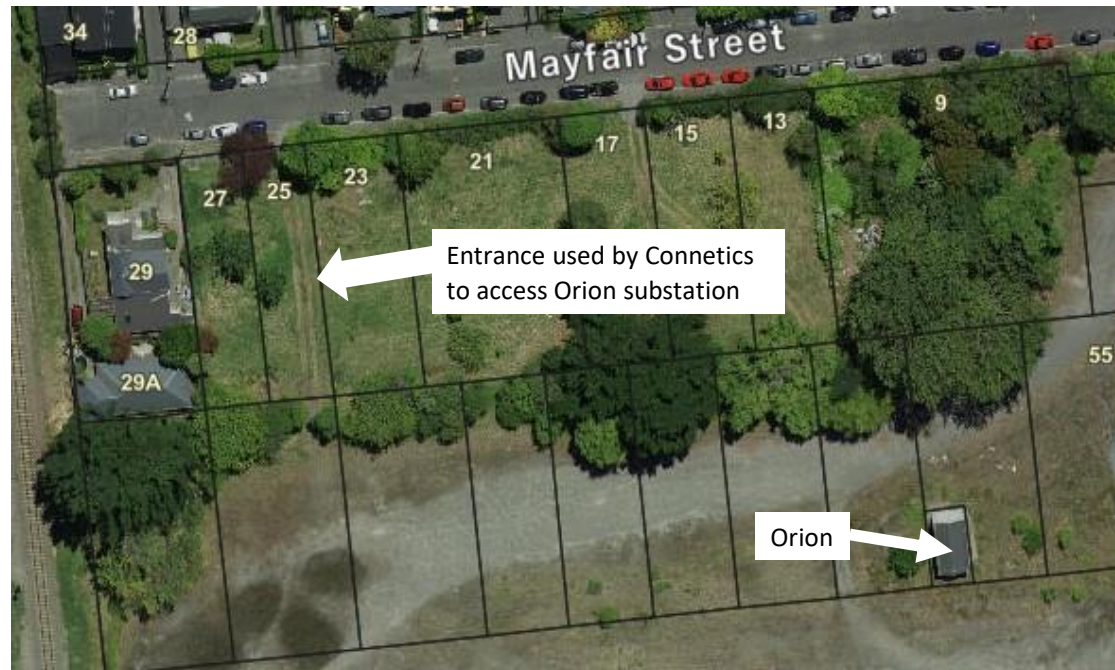 34
28
Mayfair Street
9
13
15
17
21
23
25
27
Entrance used by Connetics
to access Orion substation
29
29A
55
Orion